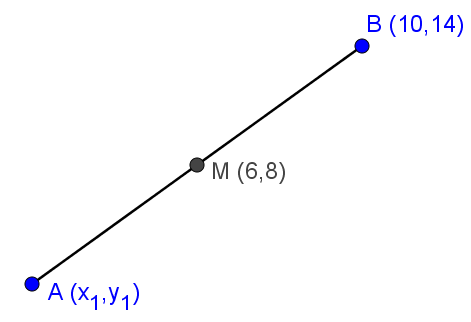 B (10,14)
M (6,8)
A (x₁,y₁)